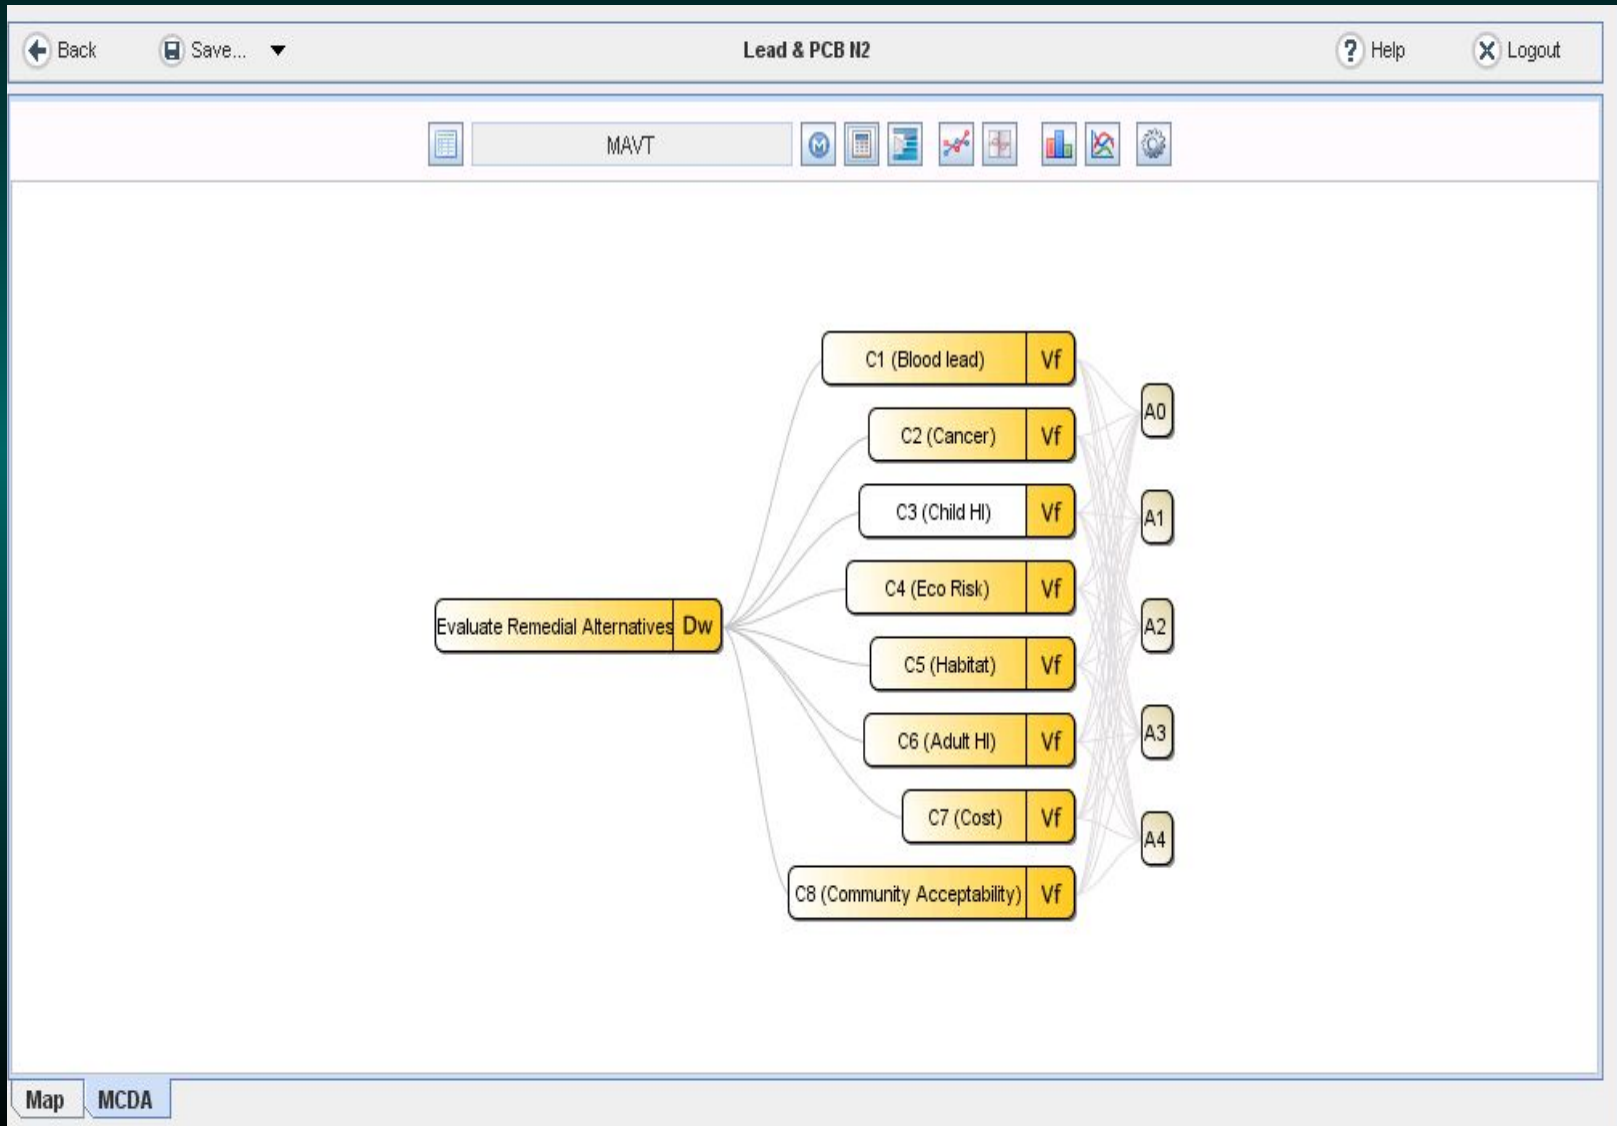 Back Save... Lead & PCB N2 ? Help X Logout
MAVT
C1 (Blood lead) Vf
A0
C2 (Cancer) Vf
C3 (Child HI) Vf
A1
C4 (Eco Risk) Vf
Evaluate Remedial Alternatives Dw
A2
C5 (Habitat) Vf
C6 (Adult HI) Vf
A3
C7 (Cost) Vf
A4
C8 (Community Acceptability) Vf
Map MCDA